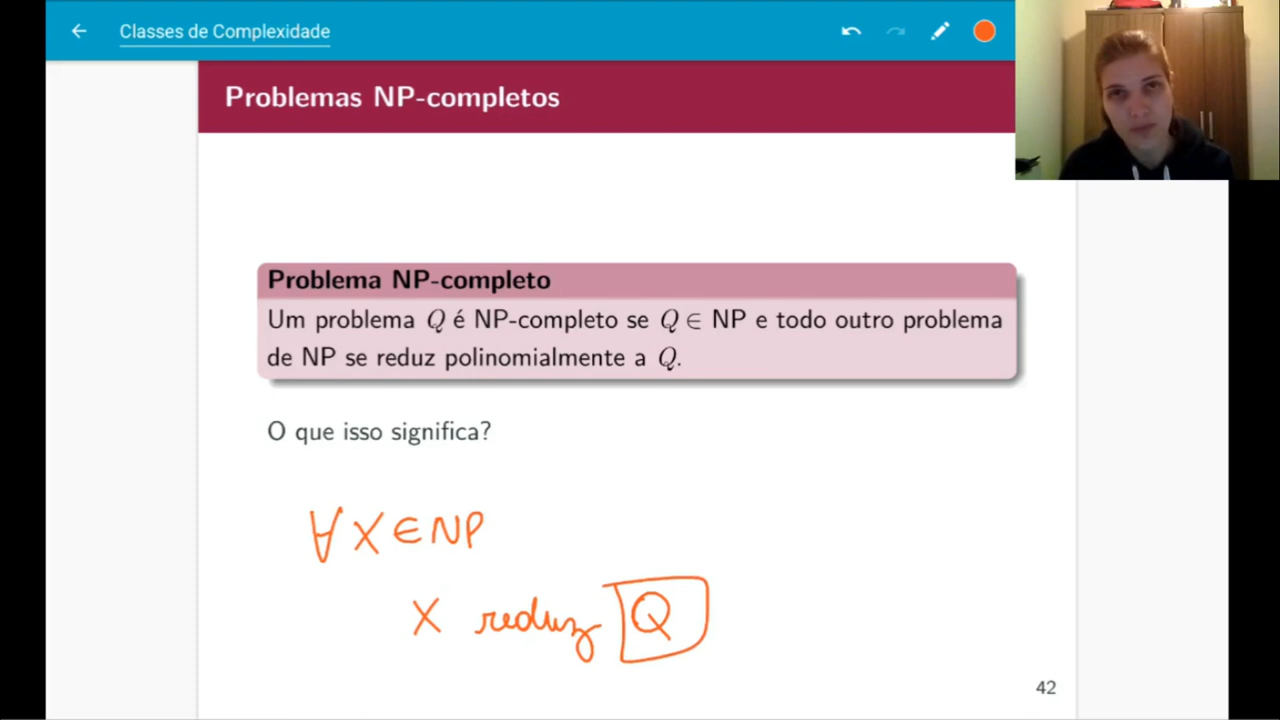 Classes de Complexidade
Problemas NP-completos
Problema NP-completo
Um problema Q é NP-completo se Q ∈ NP e todo outro problema
de NP se reduz polinomialmente a Q.
O que isso significa?
∀ X ∈ NP
X reduz Q
42